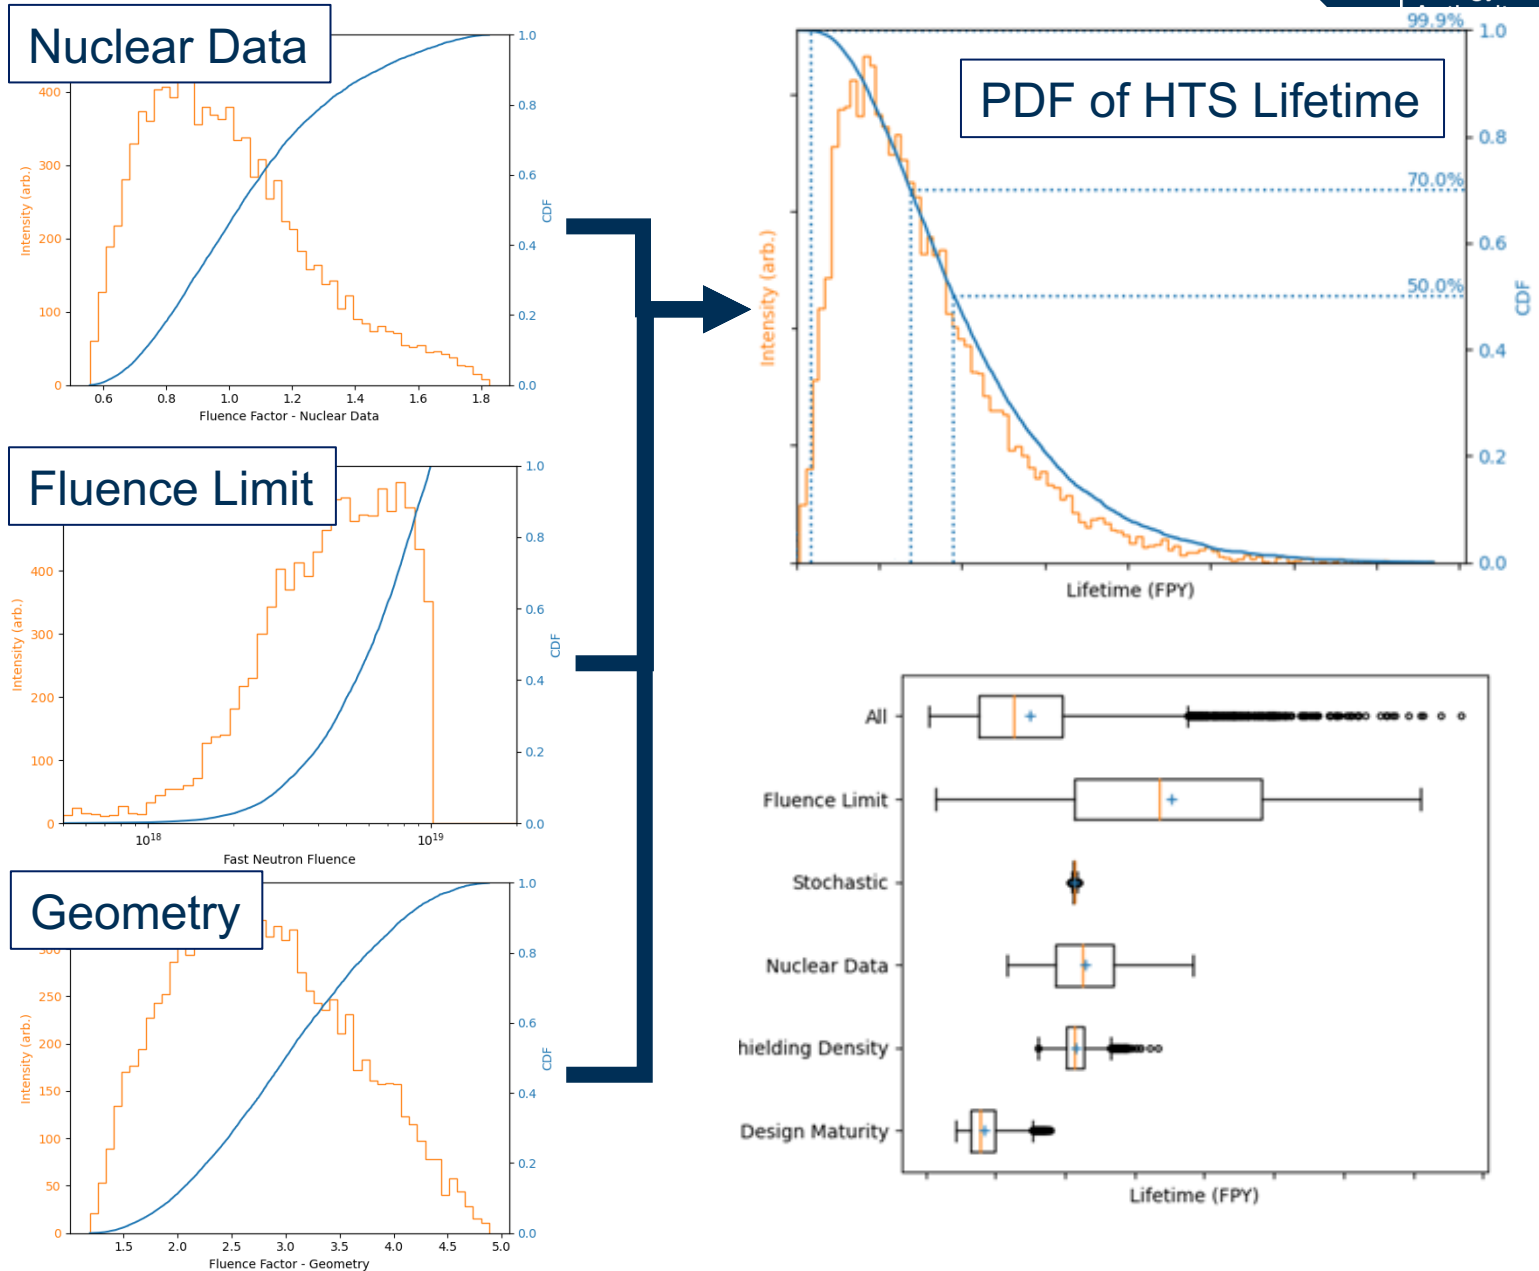 Nuclear Data
1.0
0.8
0.6
0.4
0.2
0.0
400
300
200
100
0
Intensity (arb.)
CDF
0.6 0.8 1.0 1.2 1.4 1.6 1.8
Fluence Factor - Nuclear Data
Fluence Limit
1.0
0.8
0.6
0.4
0.2
0.0
400
300
200
100
0
Intensity (arb.)
CDF
10¹⁸ 10¹⁹
Fast Neutron Fluence
Geometry
1.0
0.8
0.6
0.4
0.2
0.0
250
200
150
100
50
0
Intensity (arb.)
CDF
1.5 2.0 2.5 3.0 3.5 4.0 4.5 5.0
Fluence Factor - Geometry
PDF of HTS Lifetime
99.9%
70.0%
50.0%
1.0
0.8
0.6
0.4
0.2
0.0
Intensity (arb.)
CDF
Lifetime (FPY)
All
Fluence Limit
Stochastic
Nuclear Data
hielding Density
Design Maturity
Lifetime (FPY)